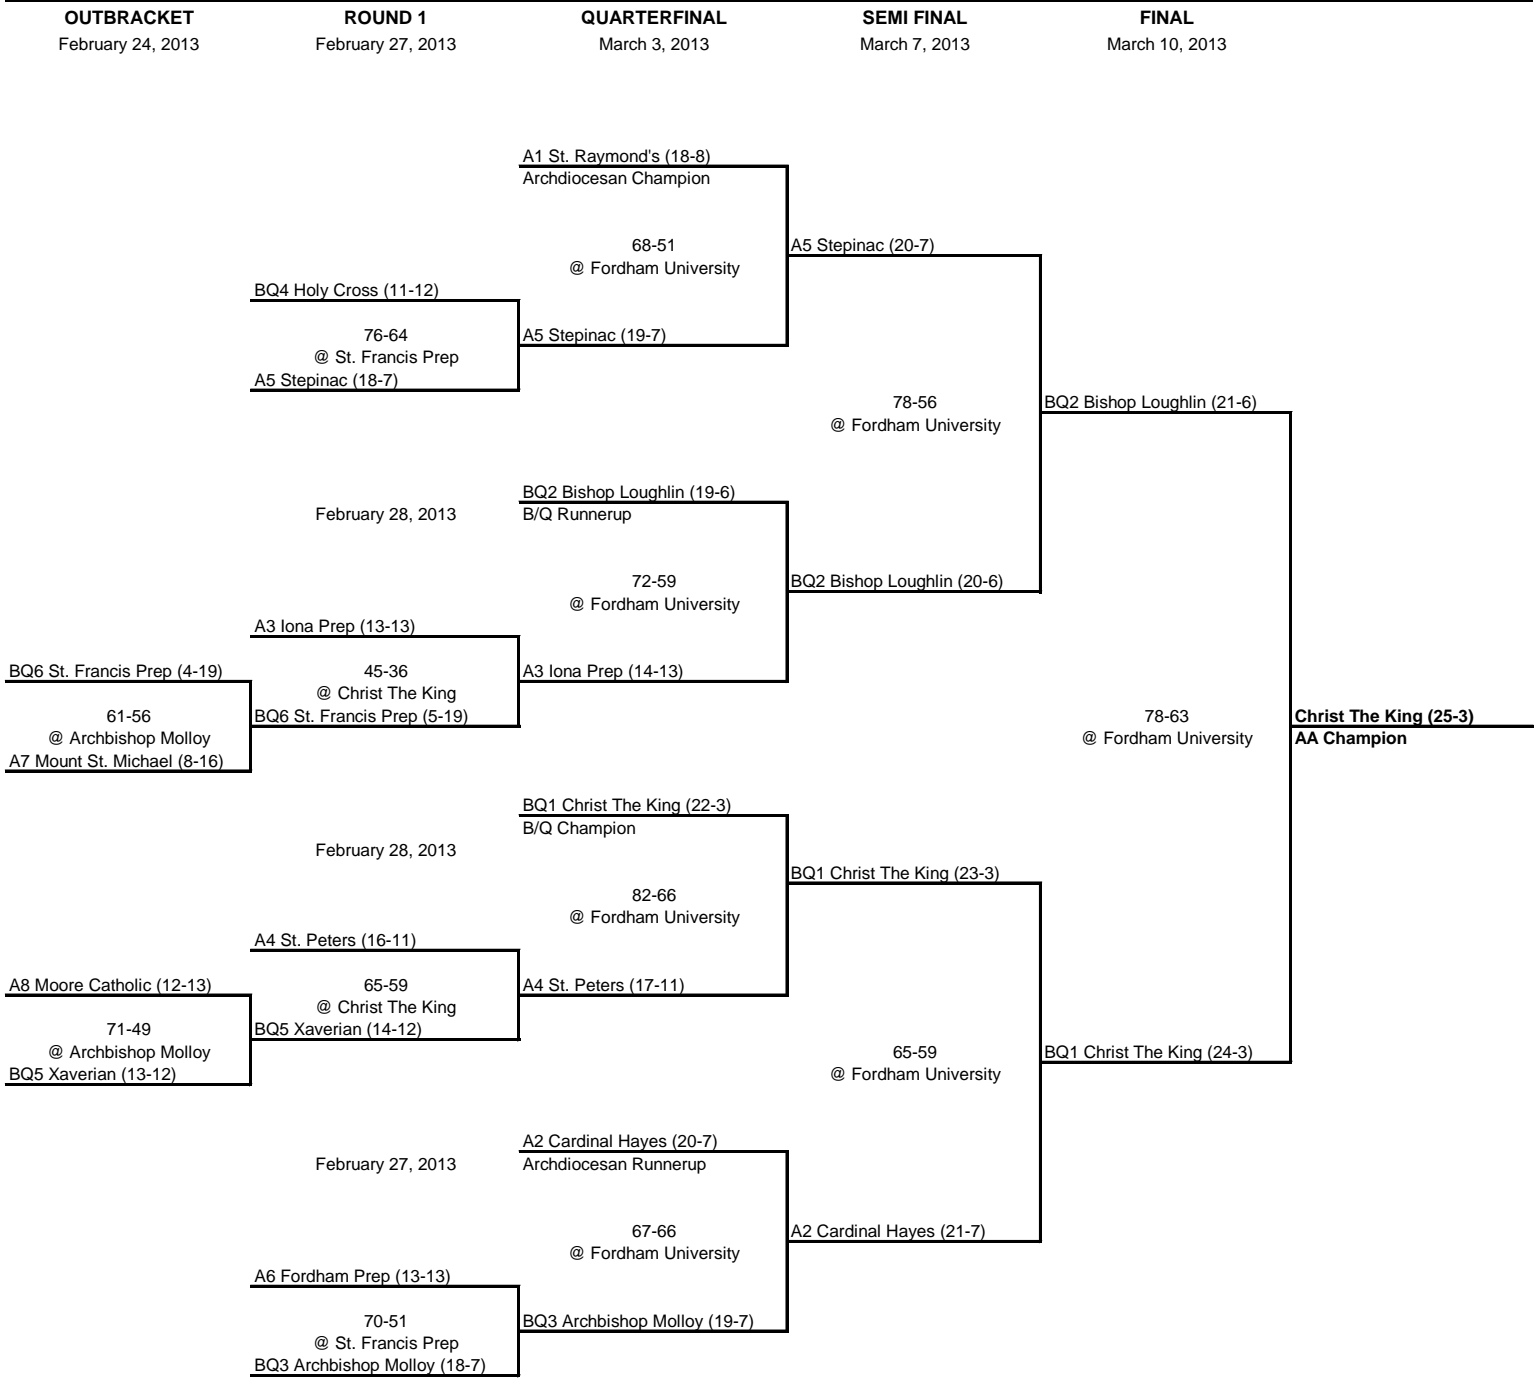 OUTBRACKET
ROUND 1
QUARTERFINAL
SEMI FINAL
FINAL
February 24, 2013
February 27, 2013
March 3, 2013
March 7, 2013
March 10, 2013
A1 St. Raymond's (18-8)
Archdiocesan Champion
68-51
@ Fordham University
A5 Stepinac (20-7)
BQ4 Holy Cross (11-12)
76-64
@ St. Francis Prep
A5 Stepinac (18-7)
A5 Stepinac (19-7)
78-56
@ Fordham University
BQ2 Bishop Loughlin (21-6)
February 28, 2013
BQ2 Bishop Loughlin (19-6)
B/Q Runnerup
72-59
@ Fordham University
BQ2 Bishop Loughlin (20-6)
A3 Iona Prep (13-13)
BQ6 St. Francis Prep (4-19)
45-36
@ Christ The King
A3 Iona Prep (14-13)
61-56
@ Archbishop Molloy
BQ6 St. Francis Prep (5-19)
A7 Mount St. Michael (8-16)
78-63
@ Fordham University
Christ The King (25-3)
AA Champion
BQ1 Christ The King (22-3)
B/Q Champion
February 28, 2013
BQ1 Christ The King (23-3)
82-66
@ Fordham University
A4 St. Peters (16-11)
A8 Moore Catholic (12-13)
65-59
@ Christ The King
A4 St. Peters (17-11)
71-49
@ Archbishop Molloy
BQ5 Xaverian (14-12)
BQ5 Xaverian (13-12)
65-59
@ Fordham University
BQ1 Christ The King (24-3)
A2 Cardinal Hayes (20-7)
February 27, 2013
Archdiocesan Runnerup
67-66
@ Fordham University
A2 Cardinal Hayes (21-7)
A6 Fordham Prep (13-13)
70-51
@ St. Francis Prep
BQ3 Archbishop Molloy (19-7)
BQ3 Archbishop Molloy (18-7)